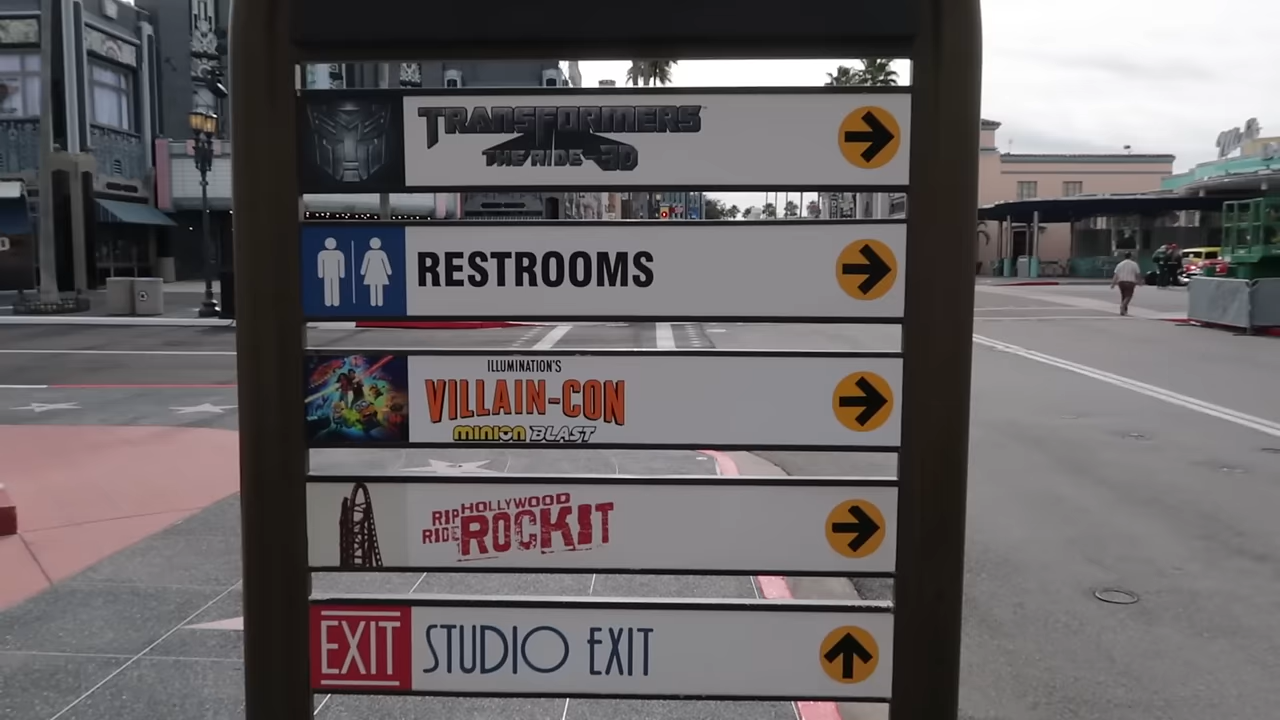 TRANSFORMERS
THE RIDE-3D
RESTROOMS
ILLUMINATION'S
VILLAIN-CON
MINION BLAST
HOLLYWOOD
RIP RIDE ROCKIT
EXIT STUDIO EXIT